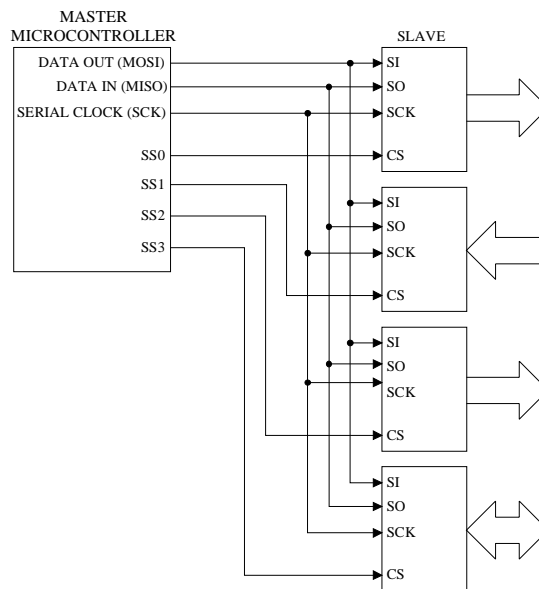 MASTER
MICROCONTROLLER
DATA OUT (MOSI)
DATA IN (MISO)
SERIAL CLOCK (SCK)
SS0
SS1
SS2
SS3
SLAVE
SI
SO
SCK
CS
SI
SO
SCK
CS
SI
SO
SCK
CS
SI
SO
SCK
CS